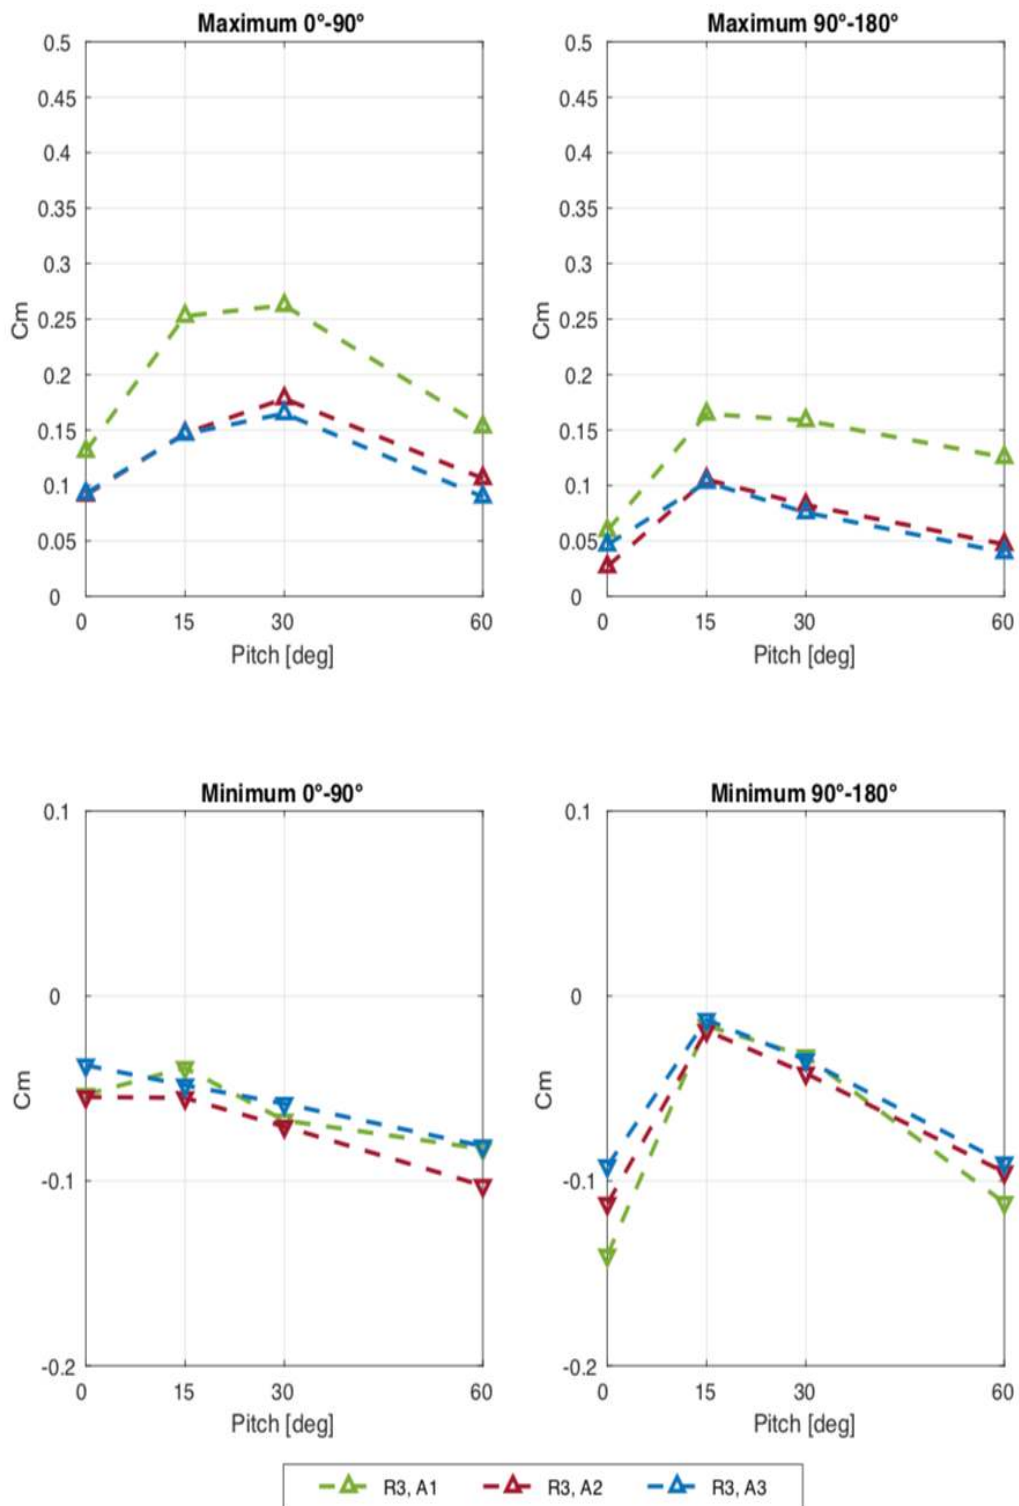 Maximum 0°-90°
0.5
0.45
0.4
0.35
0.3
0.25
0.2
0.15
0.1
0.05
0
Cm
0 15 30 60
Pitch [deg]
Maximum 90°-180°
0.5
0.45
0.4
0.35
0.3
0.25
0.2
0.15
0.1
0.05
0
Cm
0 15 30 60
Pitch [deg]
Minimum 0°-90°
0.1
0
-0.1
-0.2
Cm
0 15 30 60
Pitch [deg]
Minimum 90°-180°
0.1
0
-0.1
-0.2
Cm
0 15 30 60
Pitch [deg]
R3, A1 R3, A2 R3, A3